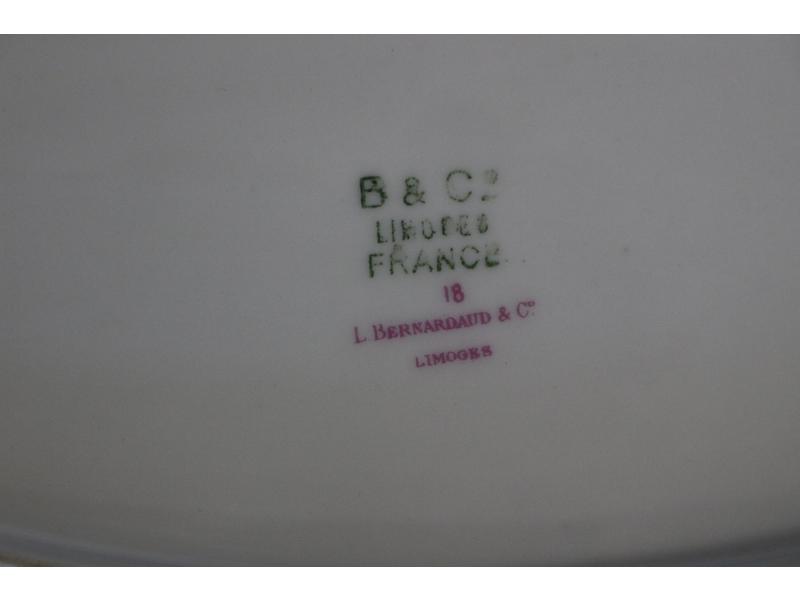 B & Co
LIMOGES
FRANCE
18
L. BERNARDAUD & Co
LIMOGES